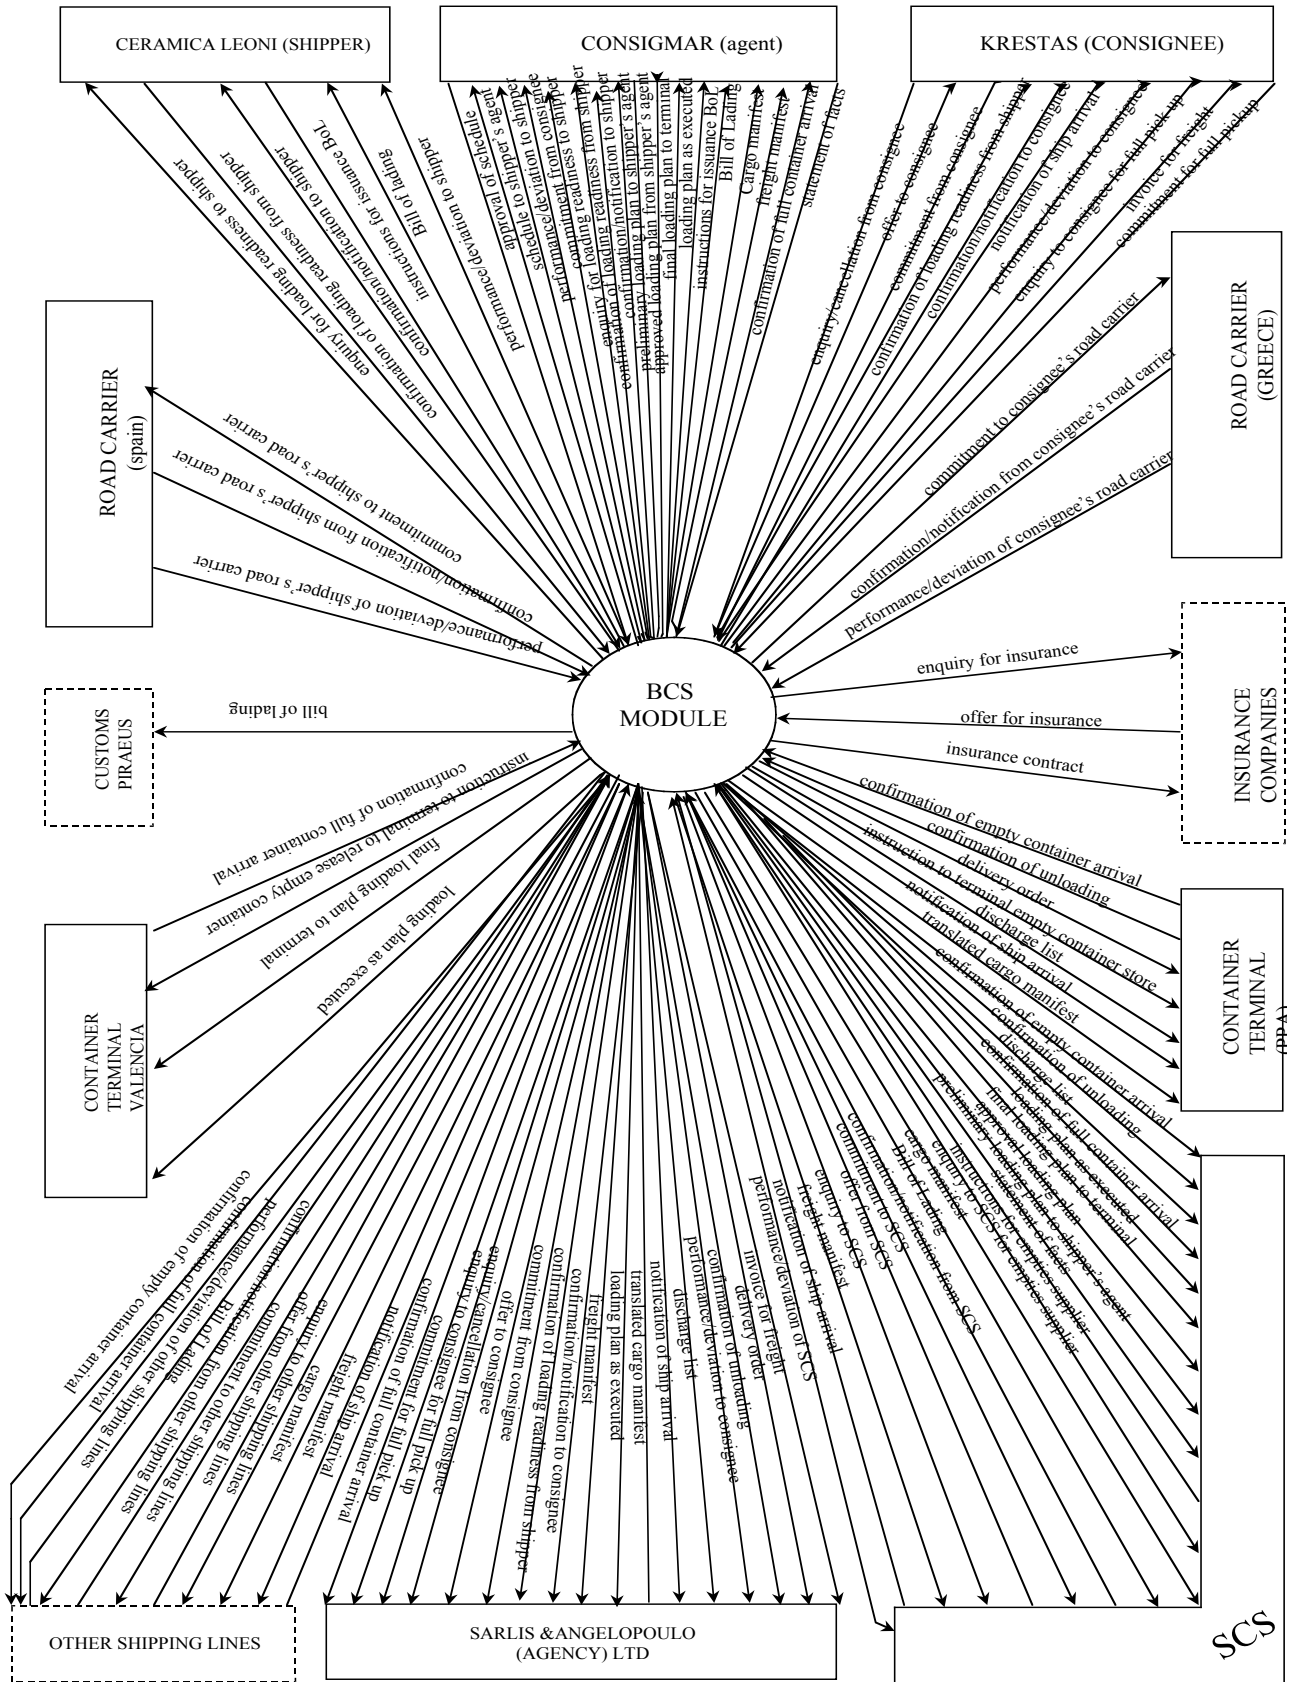 CERAMICA LEONI (SHIPPER)
CONSIGMAR (agent)
KRESTAS (CONSIGNEE)
enquiry for loading readiness to shipper
confirmation of loading readiness from shipper
confirmation/notification to shipper
instructions for issuance BoL
Bill of lading
performance/deviation to shipper
approval of schedule
schedule to shipper's agent
performance/deviation to shipper
commitment from consignee
enquiry for loading readiness to shipper
confirmation of loading readiness from shipper
confirmation/notification to shipper
preliminary loading plan to shipper's agent
approved loading plan from shipper's agent
final loading plan to terminal
loading plan as executed
instructions for issuance BoL
Bill of Lading
Cargo manifest
freight manifest
confirmation of full container arrival
statement of facts
enquiry/cancellation from consignee
offer to consignee
commitment from consignee
confirmation of loading readiness from shipper
confirmation/notification to consignee
notification of ship arrival
performance/deviation to consignee
enquiry to consignee for full pick up
invoice for freight
commitment for full pickup
ROAD CARRIER
(spain)
commitment to shipper's road carrier
confirmation/notification from shipper's road carrier
performance/deviation of shipper's road carrier
ROAD CARRIER
(GREECE)
commitment to consignee's road carrier
confirmation/notification from consignee's road carrier
performance/deviation of consignee's road carrier
BCS
MODULE
CUSTOMS
PIRAEUS
bill of lading
INSURANCE
COMPANIES
enquiry for insurance
offer for insurance
insurance contract
CONTAINER
TERMINAL
VALENCIA
confirmation of full container arrival
instruction to terminal to release empty container
final loading plan to terminal
loading plan as executed
CONTAINER
TERMINAL
(PPA)
confirmation of empty container arrival
confirmation of unloading
delivery order
instruction to terminal empty container store
discharge list
notification of ship arrival
translated cargo manifest
confirmation of empty container arrival
confirmation of unloading
discharge list
confirmation of full container arrival
loading plan as executed
final loading plan to terminal
approval loading plan
preliminary loading plan to shipper's agent
statement of facts
instructions for empties supplier
enquiry to SCS for empties supplier
cargo manifest
Bill of Lading
confirmation/notification from SCS
commitment to SCS
offer from SCS
enquiry to SCS
freight manifest
notification of ship arrival
performance/deviation of SCS
SCS
invoice for freight
delivery order
confirmation of unloading
performance/deviation to consignee
discharge list
notification of ship arrival
translated cargo manifest
loading plan as executed
freight manifest
confirmation/notification to consignee
confirmation of loading readiness from shipper
commitment from consignee
offer to consignee
enquiry/cancellation from consignee
enquiry to consignee for full pick up
commitment for full pick up
confirmation of full container arrival
notification of ship arrival
SARLIS &ANGELOPOULO
(AGENCY) LTD
freight manifest
cargo manifest
enquiry to other shipping lines
offer from other shipping lines
commitment to other shipping lines
confirmation/notification from other shipping lines
Bill of Lading
performance/deviation of other shipping lines
confirmation of full container arrival
confirmation of empty container arrival
OTHER SHIPPING LINES